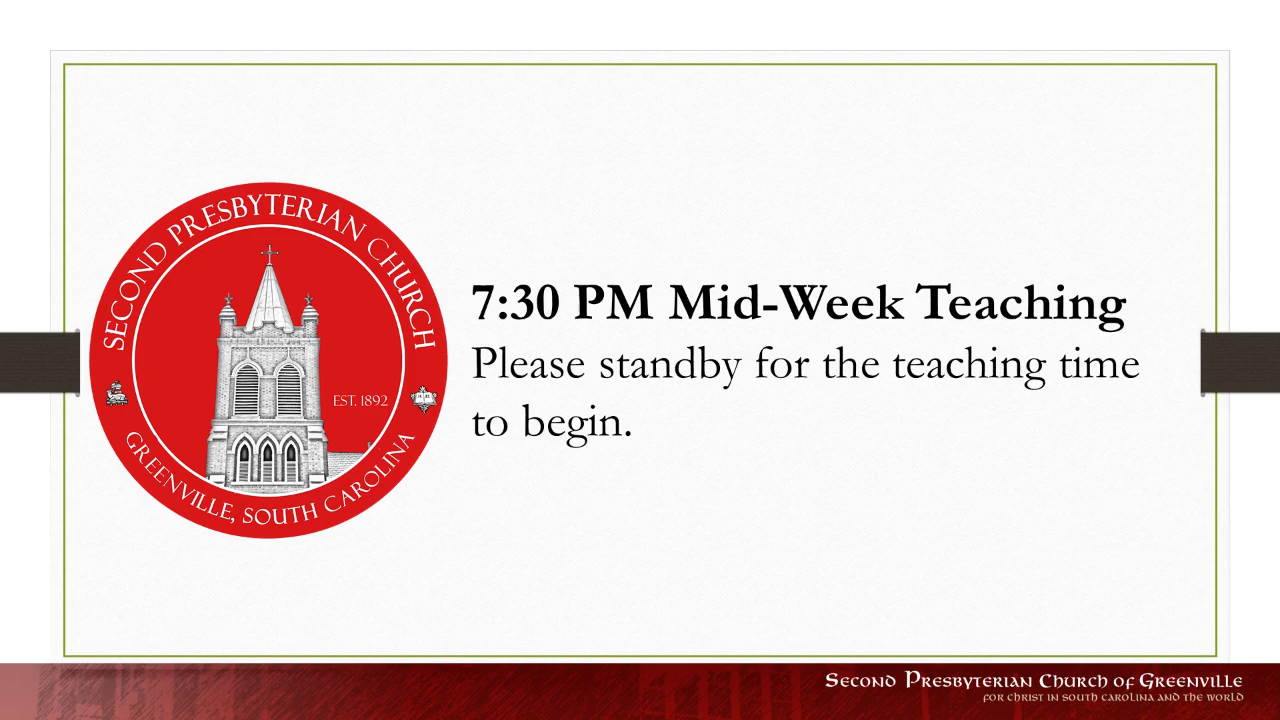 SECOND PRESBYTERIAN CHURCH
EST. 1892
GREENVILLE, SOUTH CAROLINA
7:30 PM Mid-Week Teaching
Please standby for the teaching time
to begin.
Second Presbyterian Church of Greenville
for Christ in South Carolina and the World